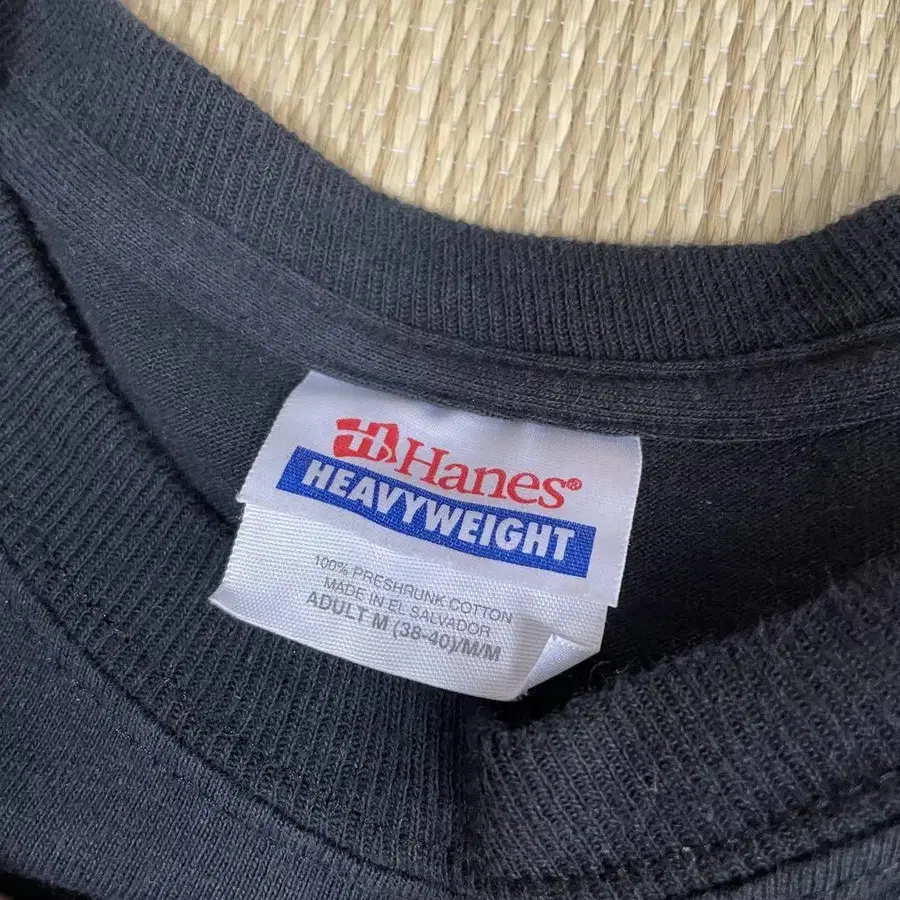 H Hanes®
HEAVYWEIGHT
100% PRESHRUNK COTTON
MADE IN EL SALVADOR
ADULT M (38-40)/M/M